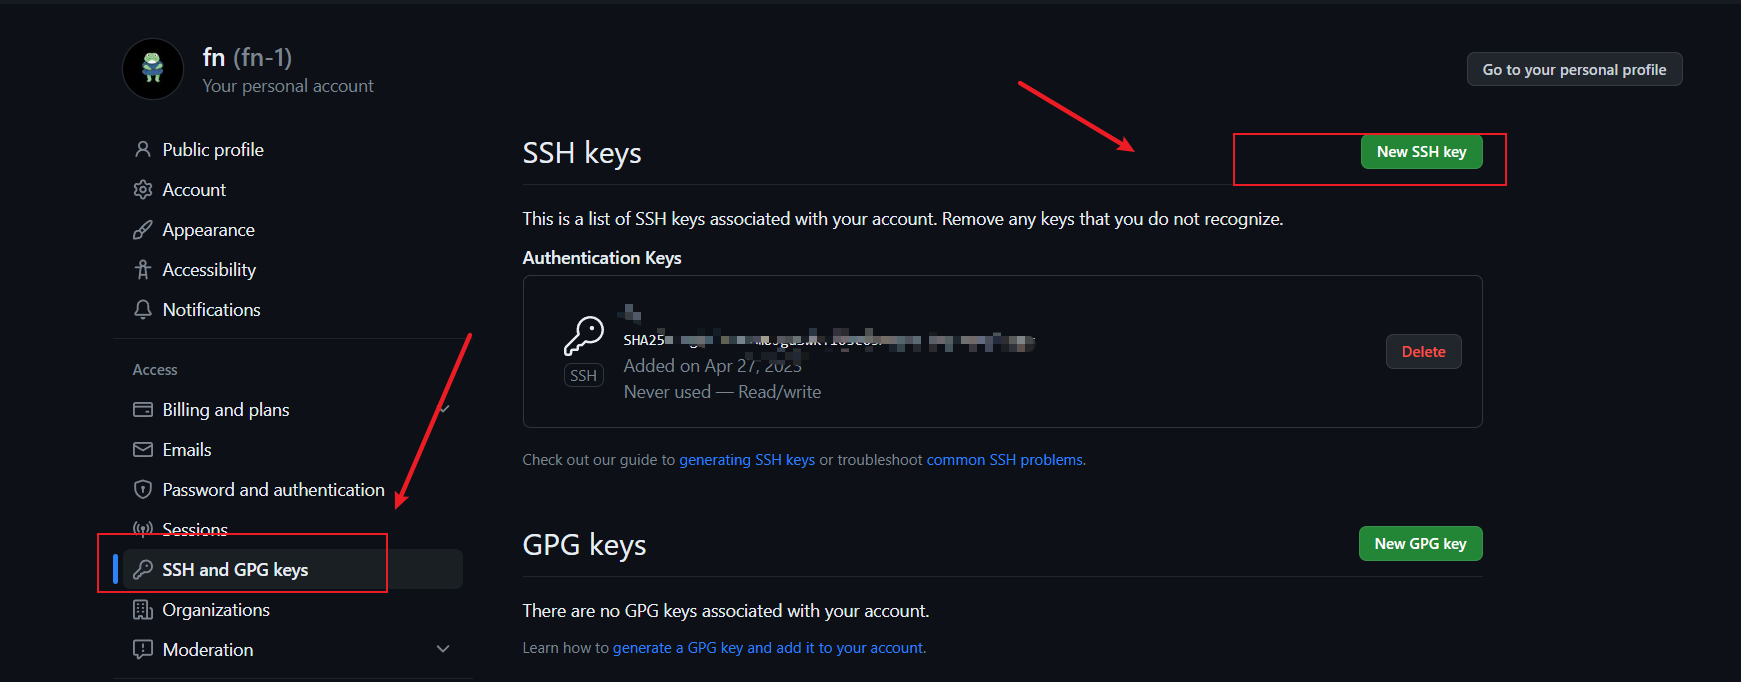 fn (fn-1)
Your personal account
Go to your personal profile
Public profile
Account
Appearance
Accessibility
Notifications
Access
Billing and plans
Emails
Password and authentication
Sessions
SSH and GPG keys
Organizations
Moderation
SSH keys
New SSH key
This is a list of SSH keys associated with your account. Remove any keys that you do not recognize.
Authentication Keys
SSH
SHA25
Added on Apr 27, 2023
Never used — Read/write
Delete
Check out our guide to generating SSH keys or troubleshoot common SSH problems.
GPG keys
New GPG key
There are no GPG keys associated with your account.
Learn how to generate a GPG key and add it to your account.